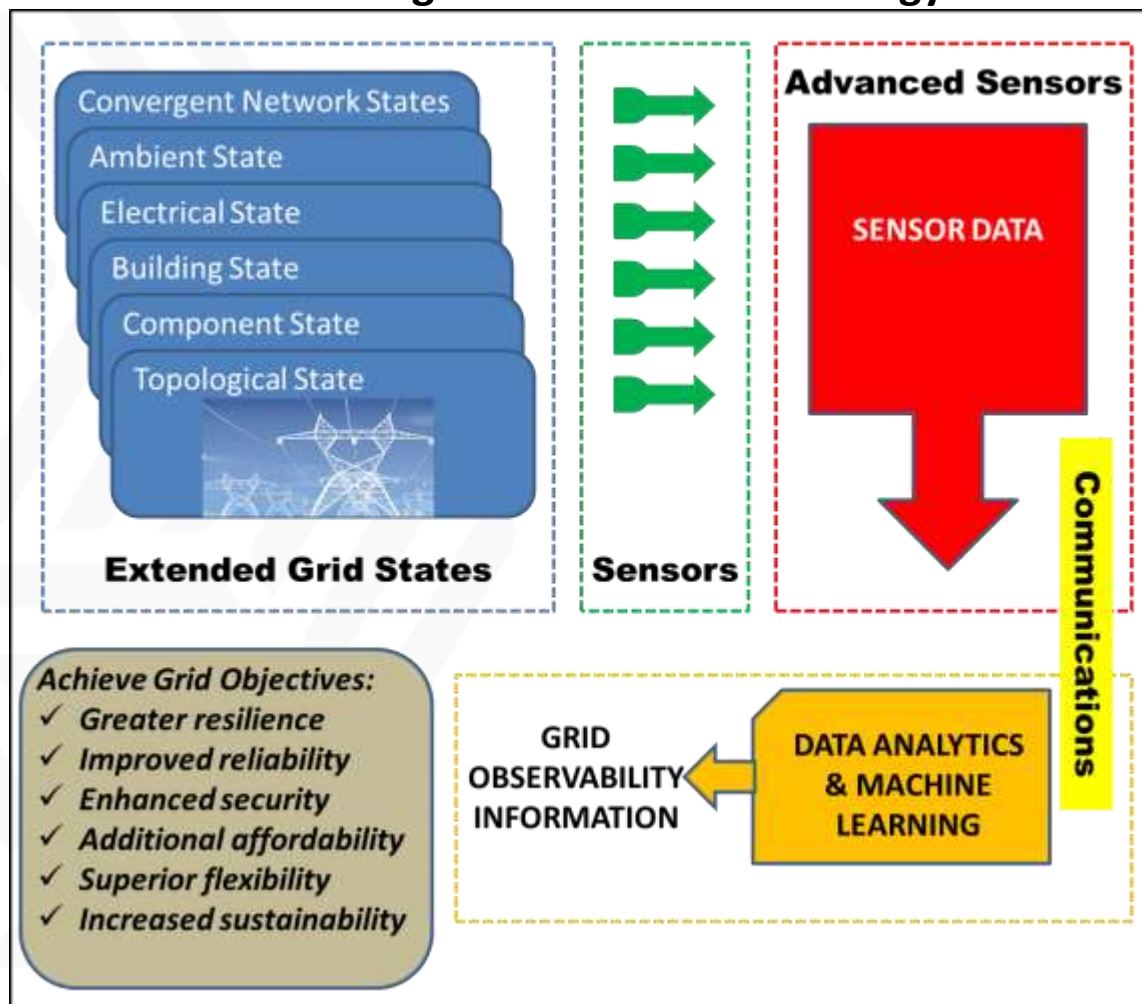 Convergent Network States
Ambient State
Electrical State
Building State
Component State
Topological State
Extended Grid States
Sensors
Advanced Sensors
SENSOR DATA
Communications
DATA ANALYTICS
& MACHINE
LEARNING
GRID
OBSERVABILITY
INFORMATION
Achieve Grid Objectives:
✓ Greater resilience
✓ Improved reliability
✓ Enhanced security
✓ Additional affordability
✓ Superior flexibility
✓ Increased sustainability